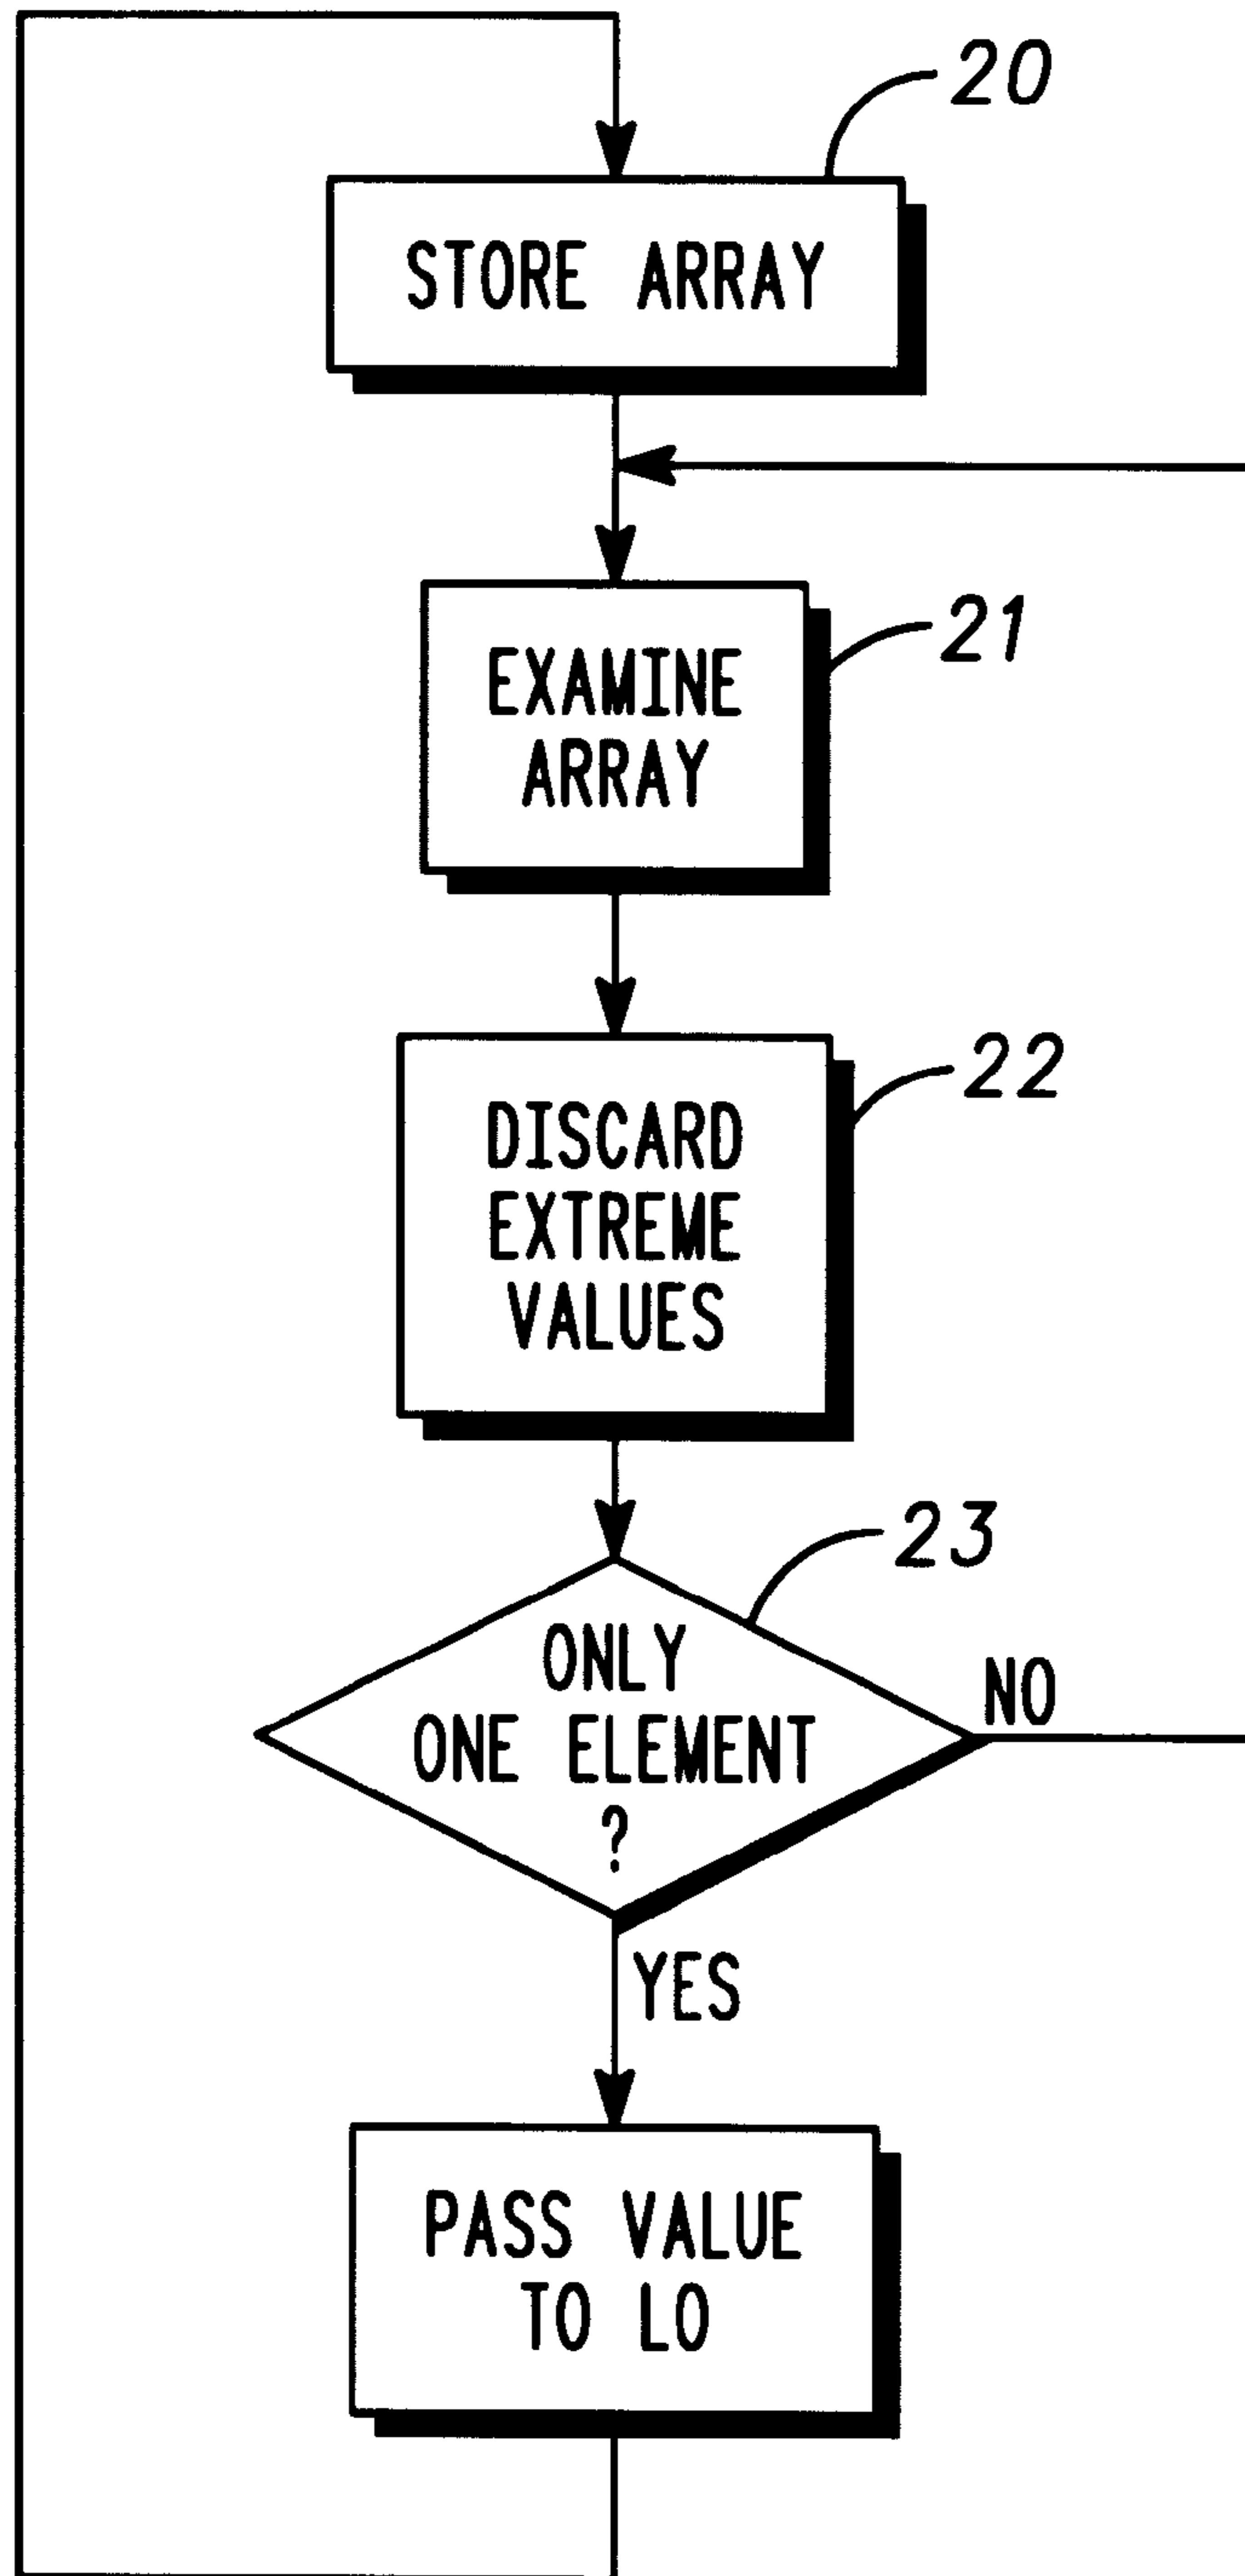 20
STORE ARRAY
21
EXAMINE
ARRAY
22
DISCARD
EXTREME
VALUES
23
ONLY
ONE ELEMENT
?
NO
YES
PASS VALUE
TO LO